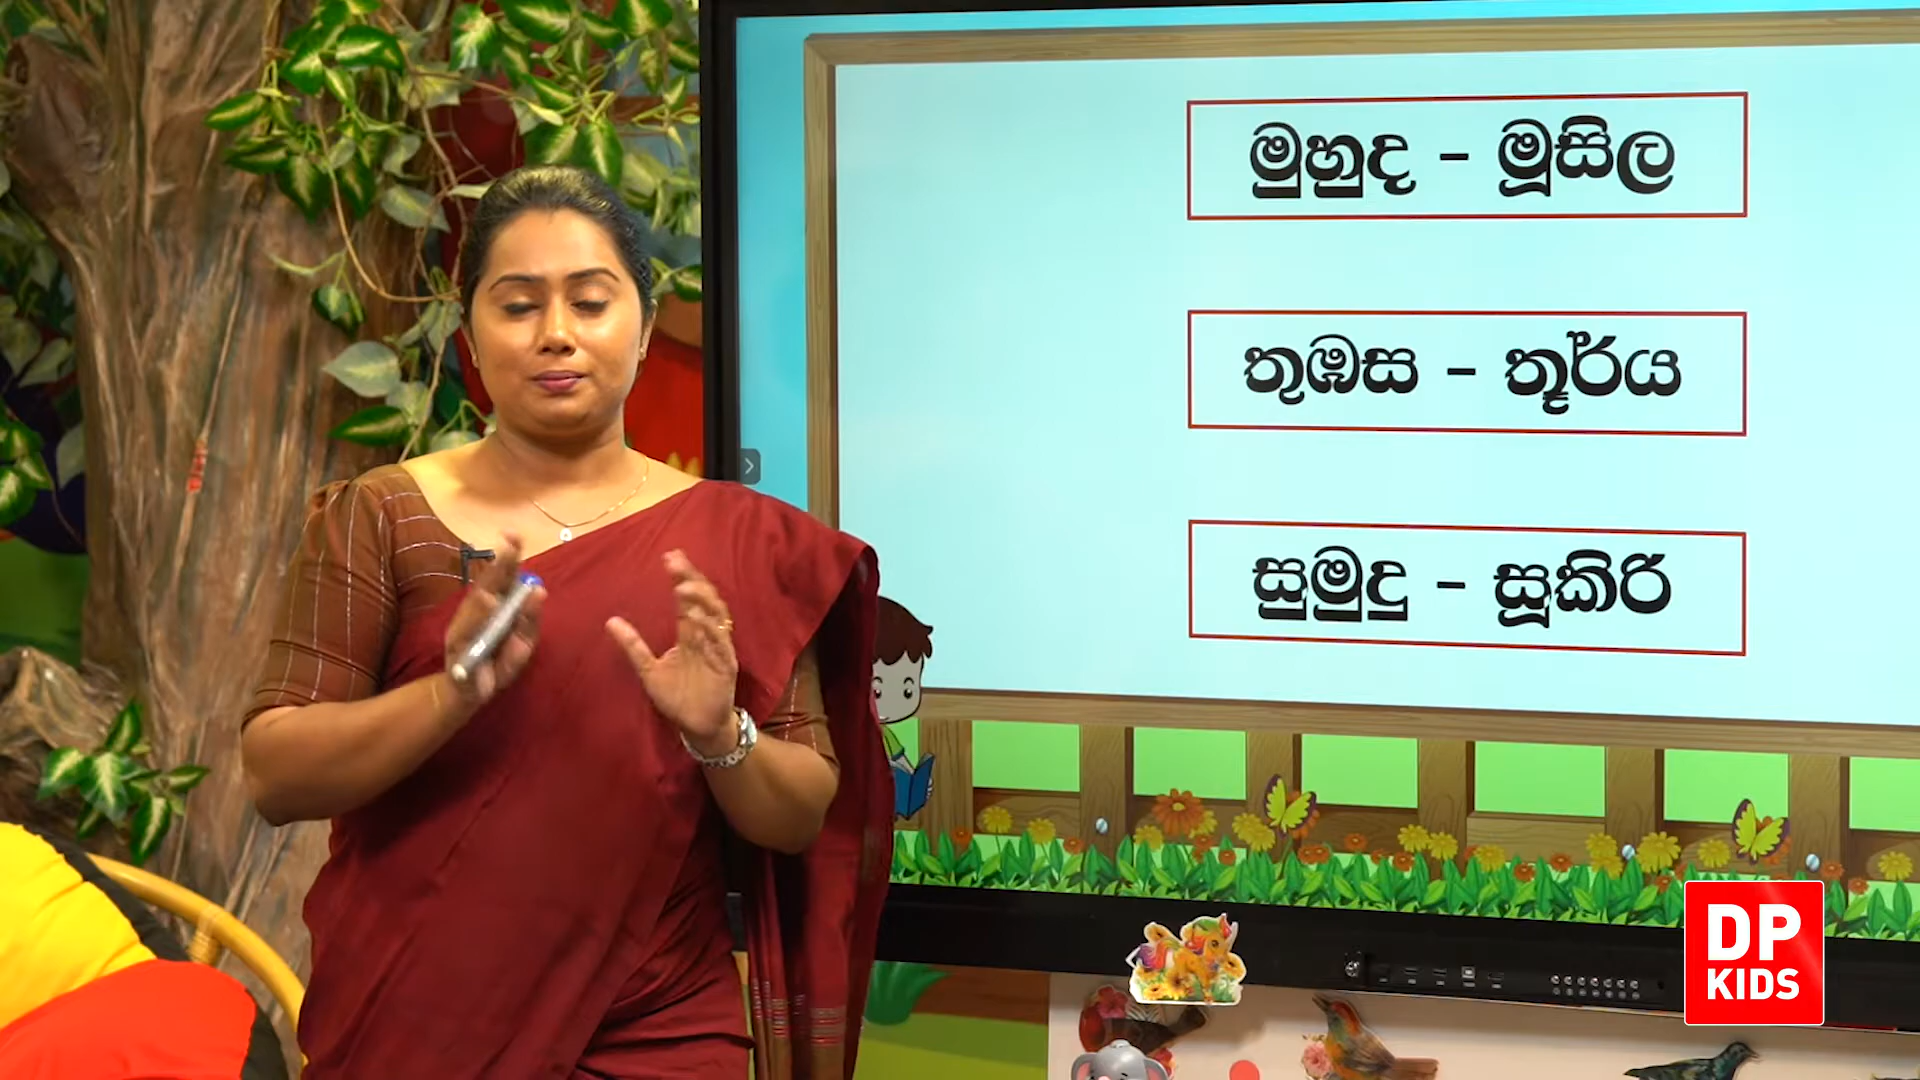 මුහුද - මූසිල
තුඹස - තූර්ය
සුමුදු - සූකිරි
DP
KIDS